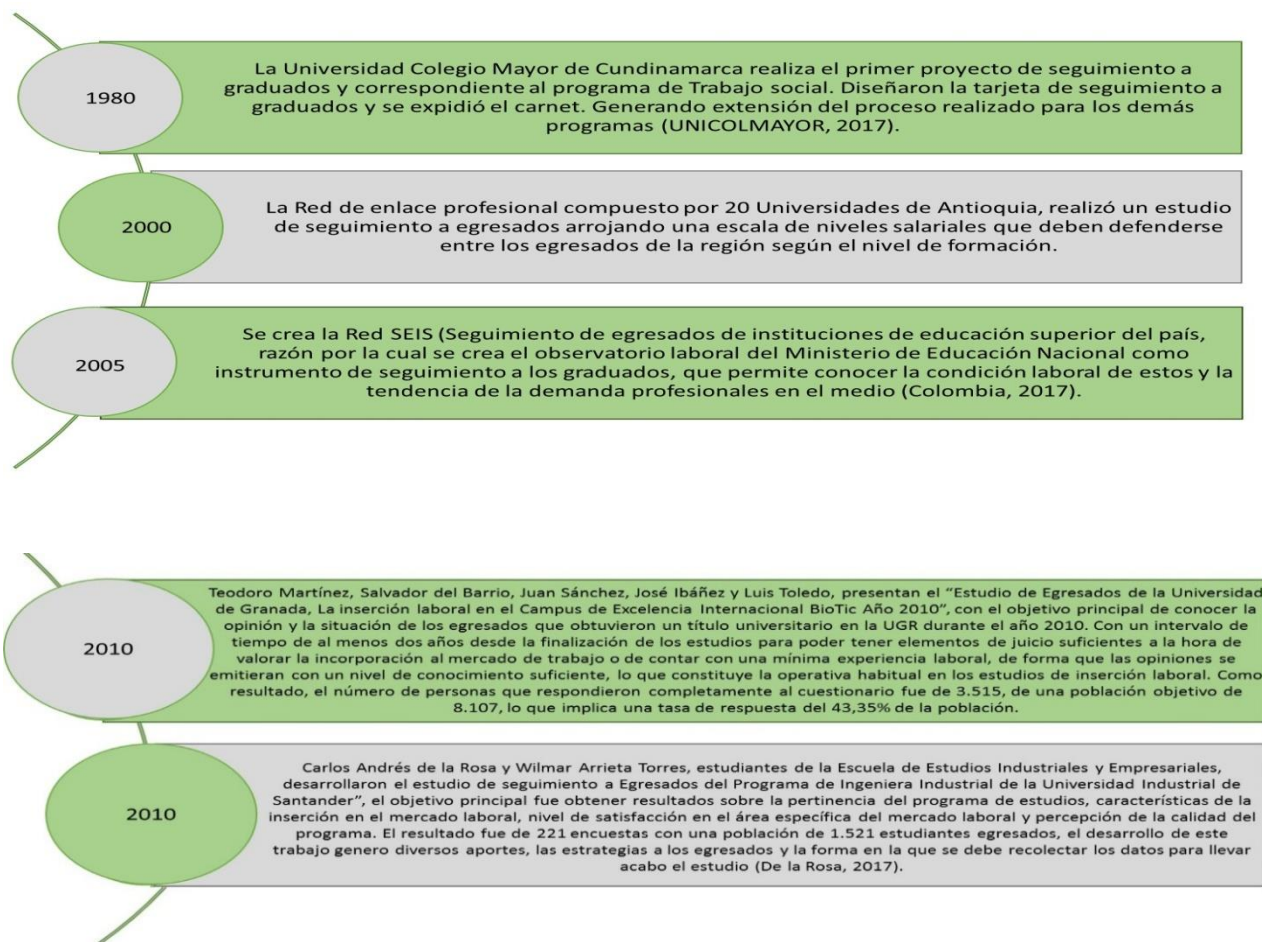 1980
La Universidad Colegio Mayor de Cundinamarca realiza el primer proyecto de seguimiento a
graduados y correspondiente al programa de Trabajo social. Diseñaron la tarjeta de seguimiento a
graduados y se expidió el carnet. Generando extensión del proceso realizado para los demás
programas (UNICOLMAYOR, 2017).
2000
La Red de enlace profesional compuesto por 20 Universidades de Antioquia, realizó un estudio
de seguimiento a egresados arrojando una escala de niveles salariales que deben defenderse
entre los egresados de la región según el nivel de formación.
2005
Se crea la Red SEIS (Seguimiento de egresados de instituciones de educación superior del país,
razón por la cual se crea el observatorio laboral del Ministerio de Educación Nacional como
instrumento de seguimiento a los graduados, que permite conocer la condición laboral de estos y la
tendencia de la demanda profesionales en el medio (Colombia, 2017).
2010
Teodoro Martínez, Salvador del Barrio, Juan Sánchez, José Ibáñez y Luis Toledo, presentan el "Estudio de Egresados de la Universidad
de Granada, La inserción laboral en el Campus de Excelencia Internacional BioTic Año 2010", con el objetivo principal de conocer la
opinión y la situación de los egresados que obtuvieron un título universitario en la UGR durante el año 2010. Con un intervalo de
tiempo de al menos dos años desde la finalización de los estudios para poder tener elementos de juicio suficientes a la hora de
valorar la incorporación al mercado de trabajo o de contar con una mínima experiencia laboral, de forma que las opiniones se
emitieran con un nivel de conocimiento suficiente, lo que constituye la operativa habitual en los estudios de inserción laboral. Como
resultado, el número de personas que respondieron completamente al cuestionario fue de 3.515, de una población objetivo de
8.107, lo que implica una tasa de respuesta del 43,35% de la población.
2010
Carlos Andrés de la Rosa y Wilmar Arrieta Torres, estudiantes de la Escuela de Estudios Industriales y Empresariales,
desarrollaron el estudio de seguimiento a Egresados del Programa de Ingeniera Industrial de la Universidad Industrial de
Santander", el objetivo principal fue obtener resultados sobre la pertinencia del programa de estudios, características de la
inserción en el mercado laboral, nivel de satisfacción en el área específica del mercado laboral y percepción de la calidad del
programa. El resultado fue de 221 encuestas con una población de 1.521 estudiantes egresados, el desarrollo de este
trabajo genero diversos aportes, las estrategias a los egresados y la forma en la que se debe recolectar los datos para llevar
acabo el estudio (De la Rosa, 2017).